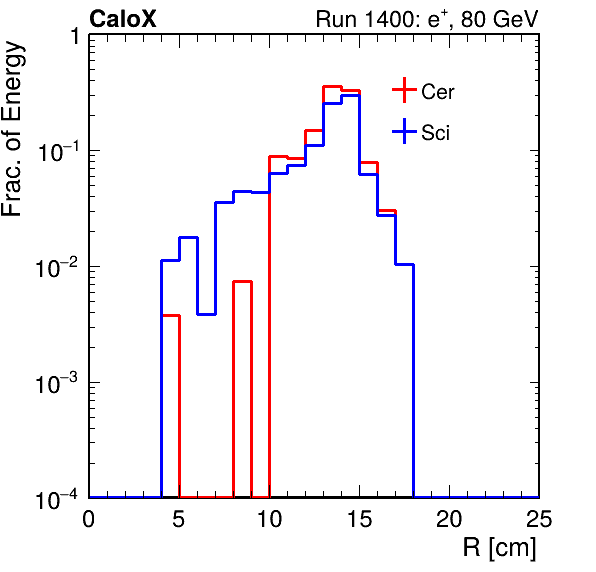 CaloX Run 1400: e⁺, 80 GeV
Frac. of Energy
1
10⁻¹
10⁻²
10⁻³
10⁻⁴
Cer
Sci
0 5 10 15 20 25
R [cm]